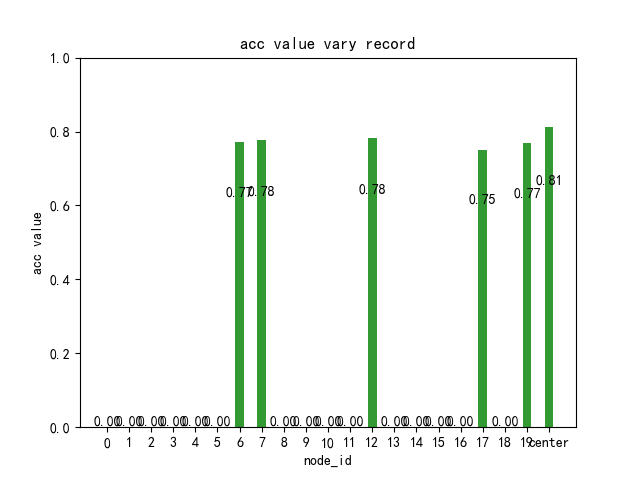 acc value vary record
1.0
0.8
0.6
0.4
0.2
0.0
acc value
0.00 0.00 0.00 0.00 0.00 0.00 0.77 0.78 0.00 0.00 0.00 0.00 0.78 0.00 0.00 0.00 0.00 0.75 0.00 0.77 0.81
0 1 2 3 4 5 6 7 8 9 10 11 12 13 14 15 16 17 18 19 center
node_id